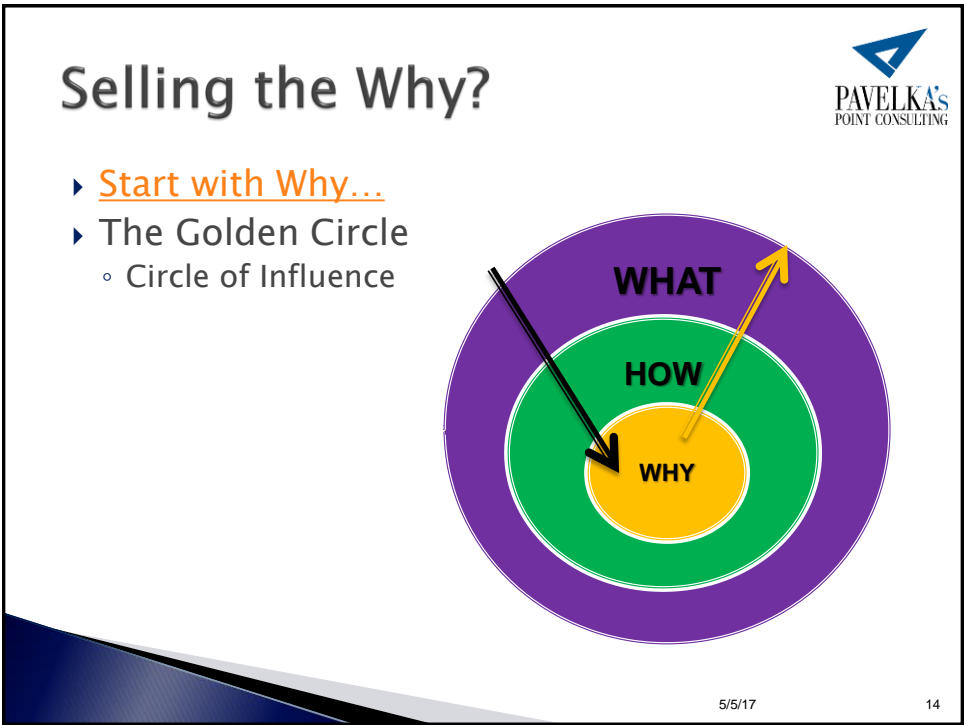 Selling the Why?
PAVELKA's
POINT CONSULTING
Start with Why…
The Golden Circle
Circle of Influence
WHAT
HOW
WHY
5/5/17
14